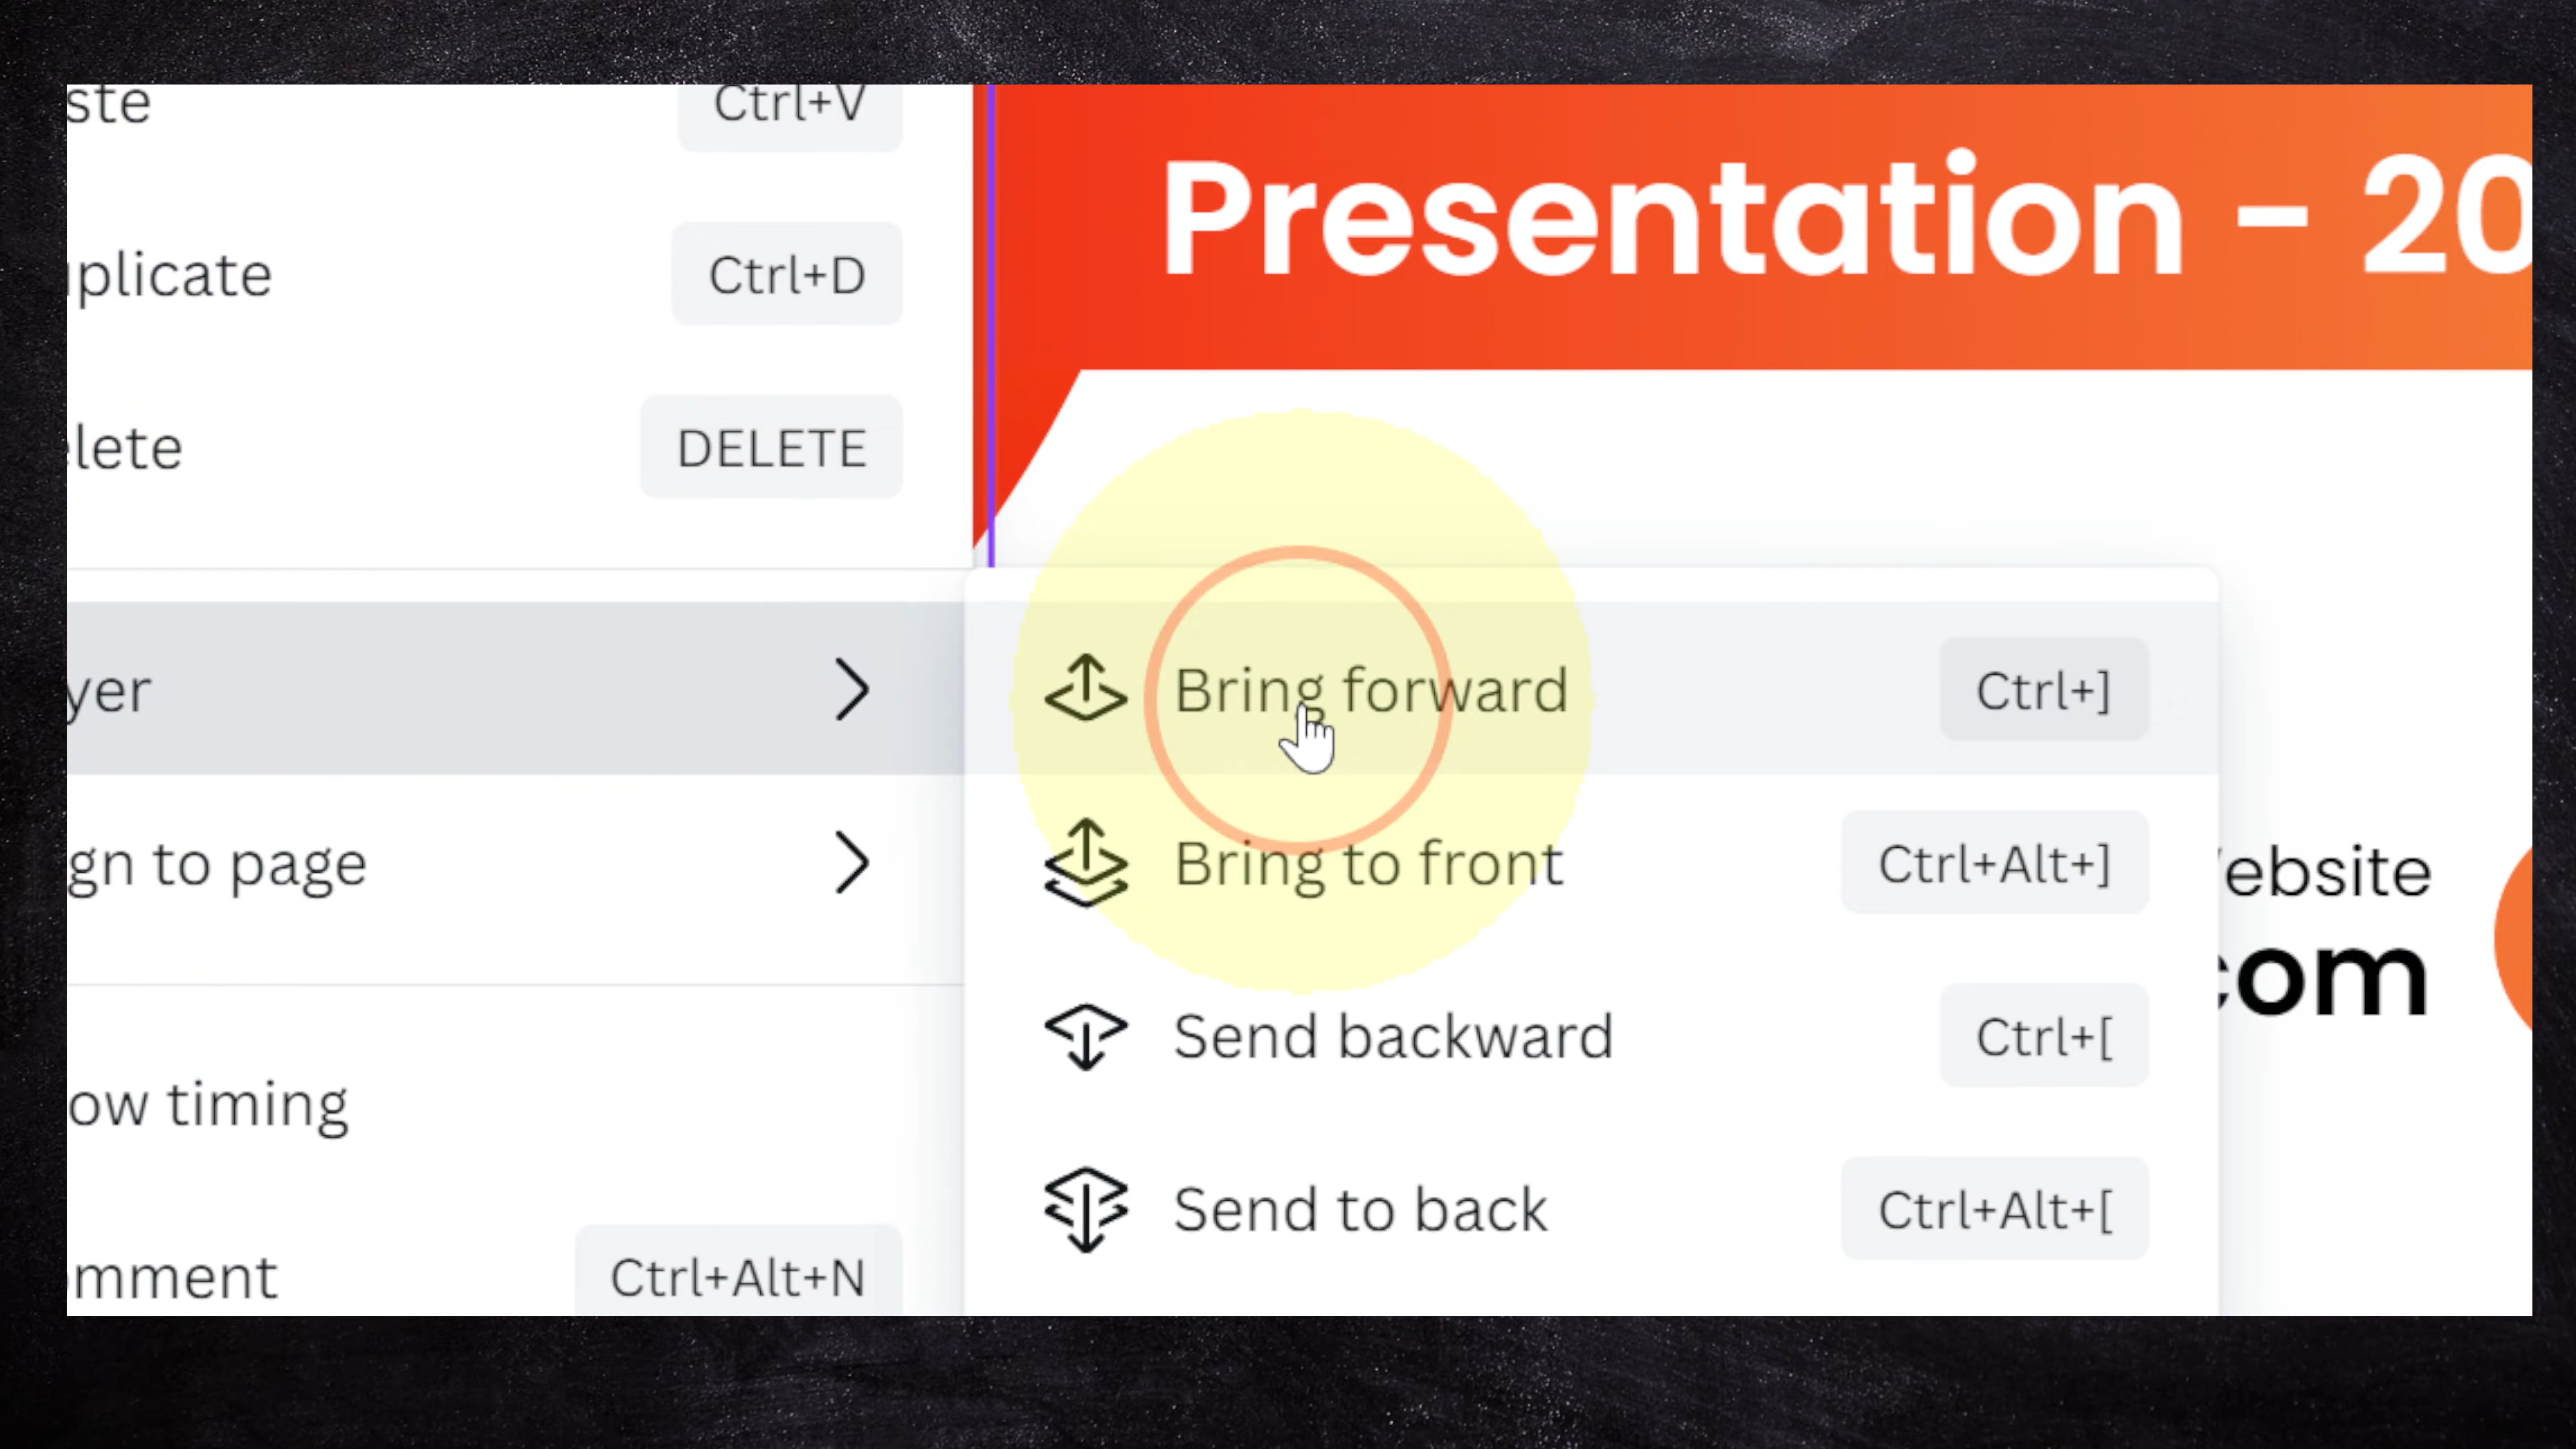 ste Ctrl+V
plicate Ctrl+D
lete DELETE
yer
gn to page
ow timing
mment Ctrl+Alt+N
Presentation - 20
Bring forward Ctrl+]
Bring to front Ctrl+Alt+]
Send backward Ctrl+[
Send to back Ctrl+Alt+[
ebsite
com